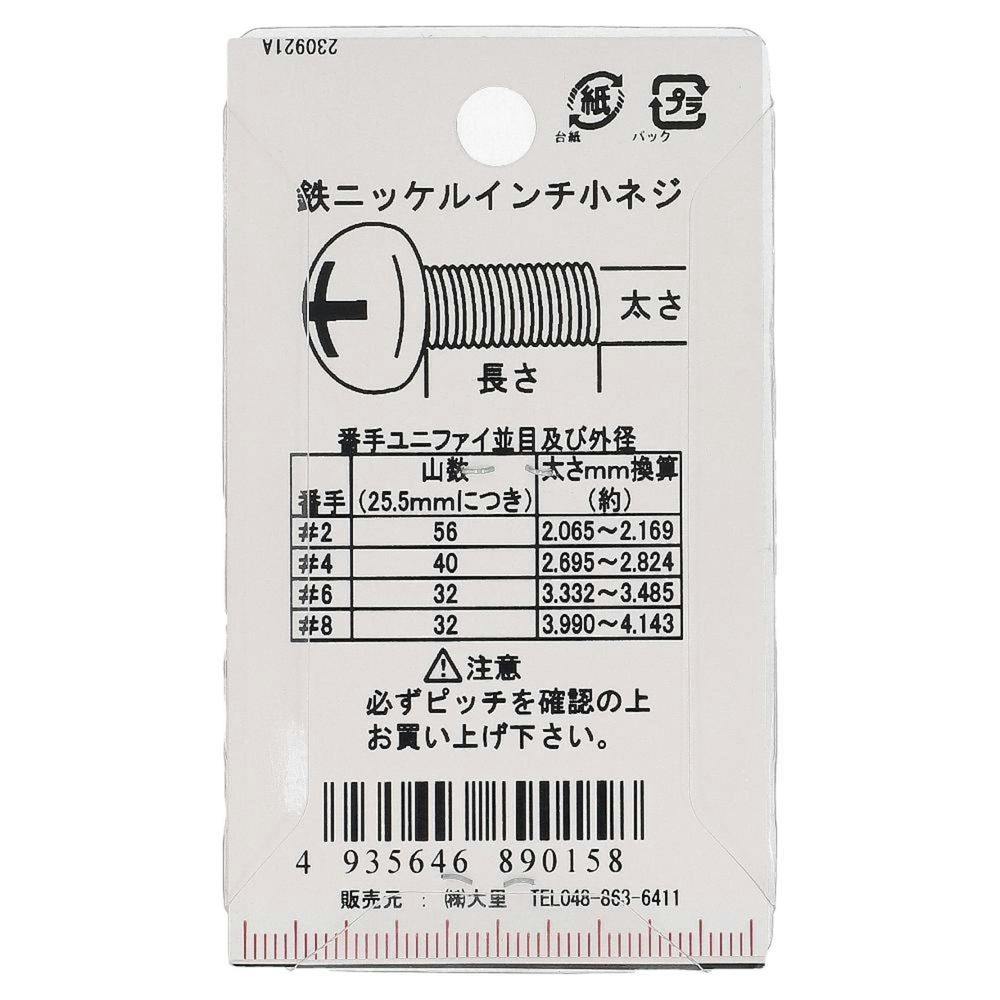 230921A
紙 プラ
台紙 パック
鉄ニッケルインチ小ネジ
太さ
長さ
番手ユニファイ並目及び外径
番手 山数(25.5mmにつき) 太さmm換算(約)
#2 56 2.065～2.169
#4 40 2.695～2.824
#6 32 3.332～3.485
#8 32 3.990～4.143
注意
必ずピッチを確認の上
お買い上げ下さい。
4 935646 890158
販売元 : ㈱大里 TEL048-863-6411